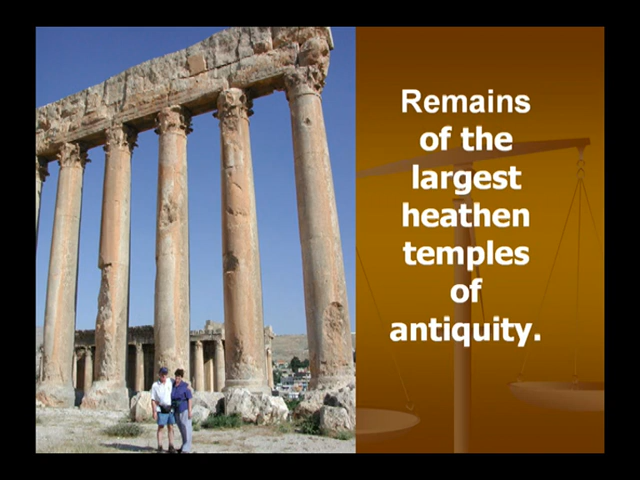 Remains
of the
largest
heathen
temples
of
antiquity.